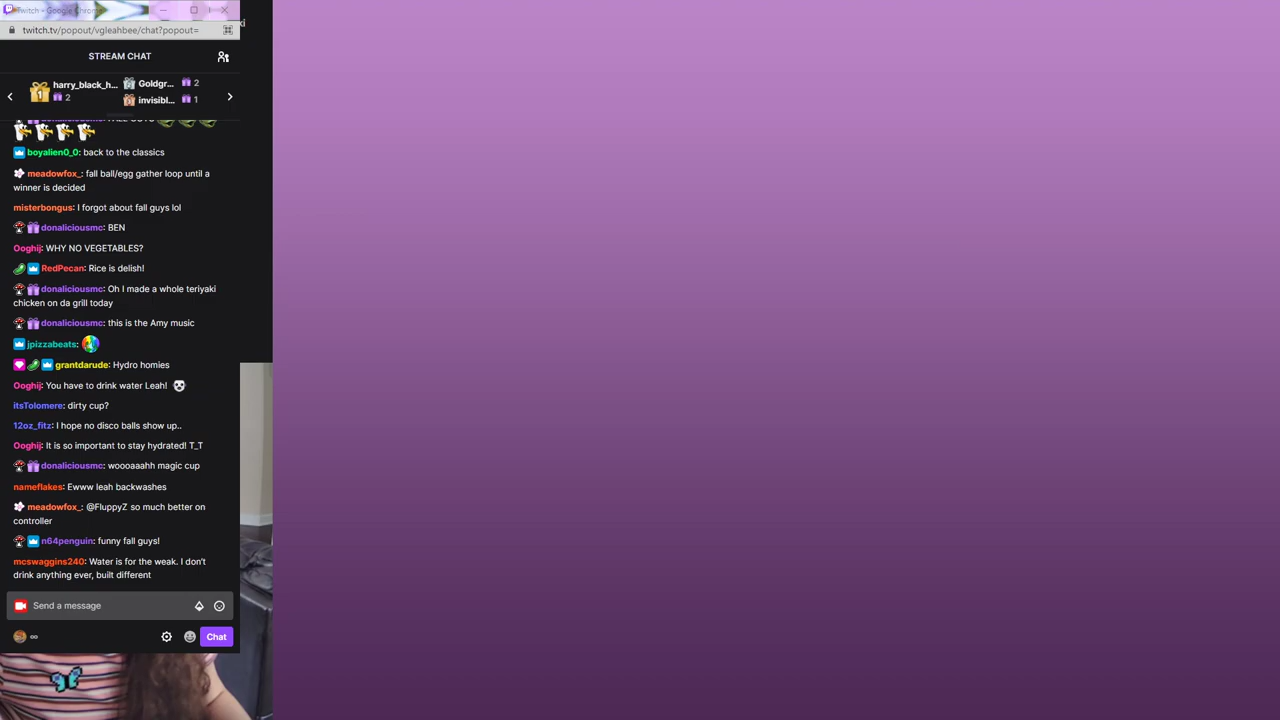 Twitch - Google Chrome
twitch.tv/popout/vgleahbee/chat?popout=
STREAM CHAT
harry_black_h... 2
Goldgr... 2
invisibl... 1
boyalien0_0: back to the classics
meadowfox_: fall ball/egg gather loop until a
winner is decided
misterbongus: I forgot about fall guys lol
donaliciousmc: BEN
Ooghij: WHY NO VEGETABLES?
RedPecan: Rice is delish!
donaliciousmc: Oh I made a whole teriyaki
chicken on da grill today
donaliciousmc: this is the Amy music
jpizzabeats:
grantdarude: Hydro homies
Ooghij: You have to drink water Leah!
itsTolomere: dirty cup?
12oz_fitz: I hope no disco balls show up..
Ooghij: It is so important to stay hydrated! T_T
donaliciousmc: woooaaahh magic cup
nameflakes: Ewww leah backwashes
meadowfox_: @FluppyZ so much better on
controller
n64penguin: funny fall guys!
mcswaggins240: Water is for the weak. I don't
drink anything ever, built different
Send a message
∞
Chat